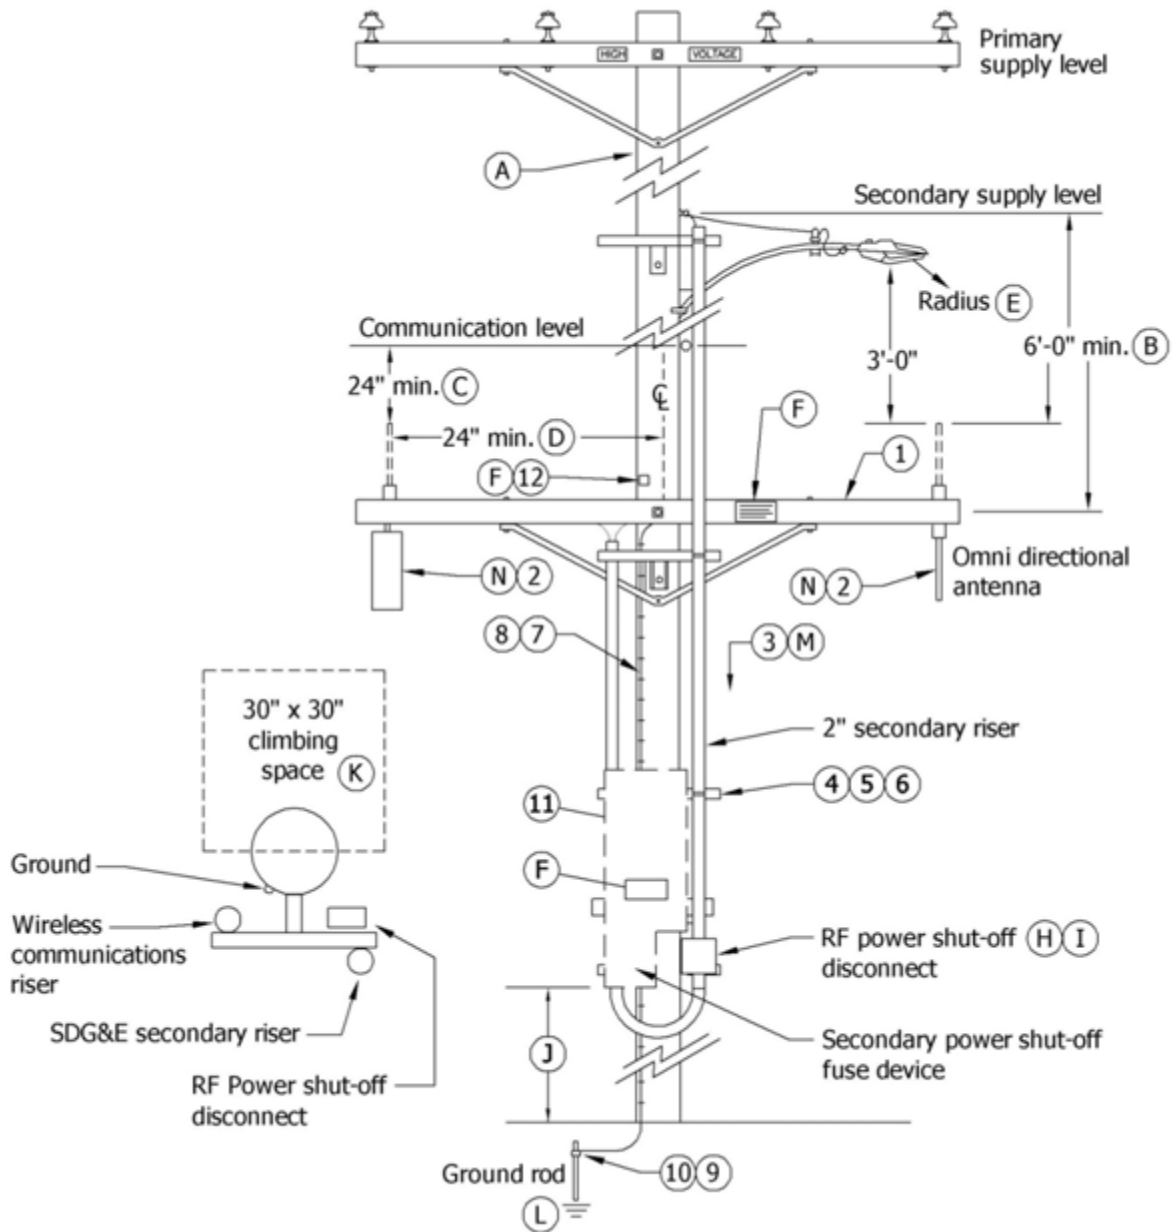 HIGH
VOLTAGE
Primary
supply level
A
Secondary supply level
Radius E
Communication level
6'-0" min. B
3'-0"
24" min. C
CL
24" min. D
F
1
F 12
N 2
N 2
Omni directional
antenna
8 7
3 M
30" x 30"
climbing
space K
2" secondary riser
4 5 6
11
F
Ground
Wireless
communications
riser
RF power shut-off H I
disconnect
SDG&E secondary riser
J
Secondary power shut-off
fuse device
RF Power shut-off
disconnect
Ground rod
10 9
L